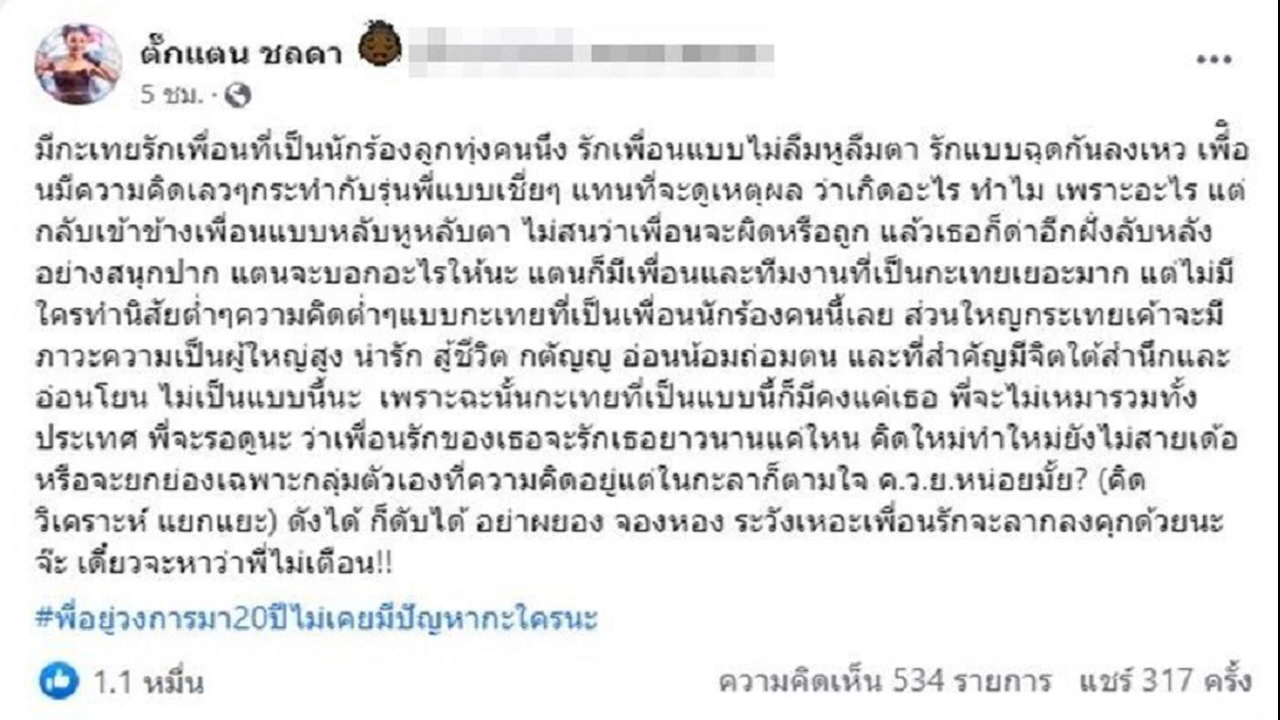 ตั๊กแตน ชลดา
5 ชม. ·
มีกะเทยรักเพื่อนที่เป็นนักร้องลูกทุ่งคนนึง รักเพื่อนแบบไม่ลืมหูลืมตา รักแบบฉุดกันลงเหว เพื่อ
นมีความคิดเลวๆกระทำกับรุ่นพี่แบบเชี่ยๆ แทนที่จะดูเหตุผล ว่าเกิดอะไร ทำไม เพราะอะไร แต่
กลับเข้าข้างเพื่อนแบบหลับหูหลับตา ไม่สนว่าเพื่อนจะผิดหรือถูก แล้วเธอก็ด่าอีกฝั่งลับหลัง
อย่างสนุกปาก แตนจะบอกอะไรให้นะ แตนก็มีเพื่อนและทีมงานที่เป็นกะเทยเยอะมาก แต่ไม่มี
ใครทำนิสัยต่ำๆความคิดต่ำๆแบบกะเทยที่เป็นเพื่อนนักร้องคนนี้เลย ส่วนใหญ่กระเทยเค้าจะมี
ภาวะความเป็นผู้ใหญ่สูง น่ารัก สู้ชีวิต กตัญญู อ่อนน้อมถ่อมตน และที่สำคัญมีจิตใต้สำนึกและ
อ่อนโยน ไม่เป็นแบบนี้นะ เพราะฉะนั้นกะเทยที่เป็นแบบนี้ก็มีคงแค่เธอ พี่จะไม่เหมารวมทั้ง
ประเทศ พี่จะรอดูนะ ว่าเพื่อนรักของเธอจะรักเธอยาวนานแค่ใหน คิดใหม่ทำใหม่ยังไม่สายเด้อ
หรือจะยกย่องเฉพาะกลุ่มตัวเองที่ความคิดอยู่แต่ในกะลาก็ตามใจ ค.ว.ย.หน่อยมั้ย? (คิด
วิเคราะห์ แยกแยะ) ดังได้ ก็ดับได้ อย่าผยอง จองหอง ระวังเหอะเพื่อนรักจะลากลงคุกด้วยนะ
จ๊ะ เดี๋ยวจะหาว่าพี่ไม่เตือน!!
#พี่อยู่วงการมา20ปีไม่เคยมีปัญหากะใครนะ
1.1 หมื่น ความคิดเห็น 534 รายการ แชร์ 317 ครั้ง